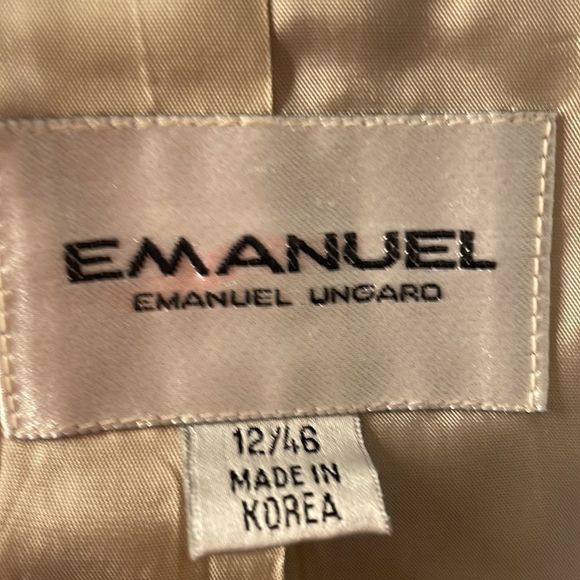 EMANUEL
EMANUEL UNGARO
12/46
MADE IN
KOREA